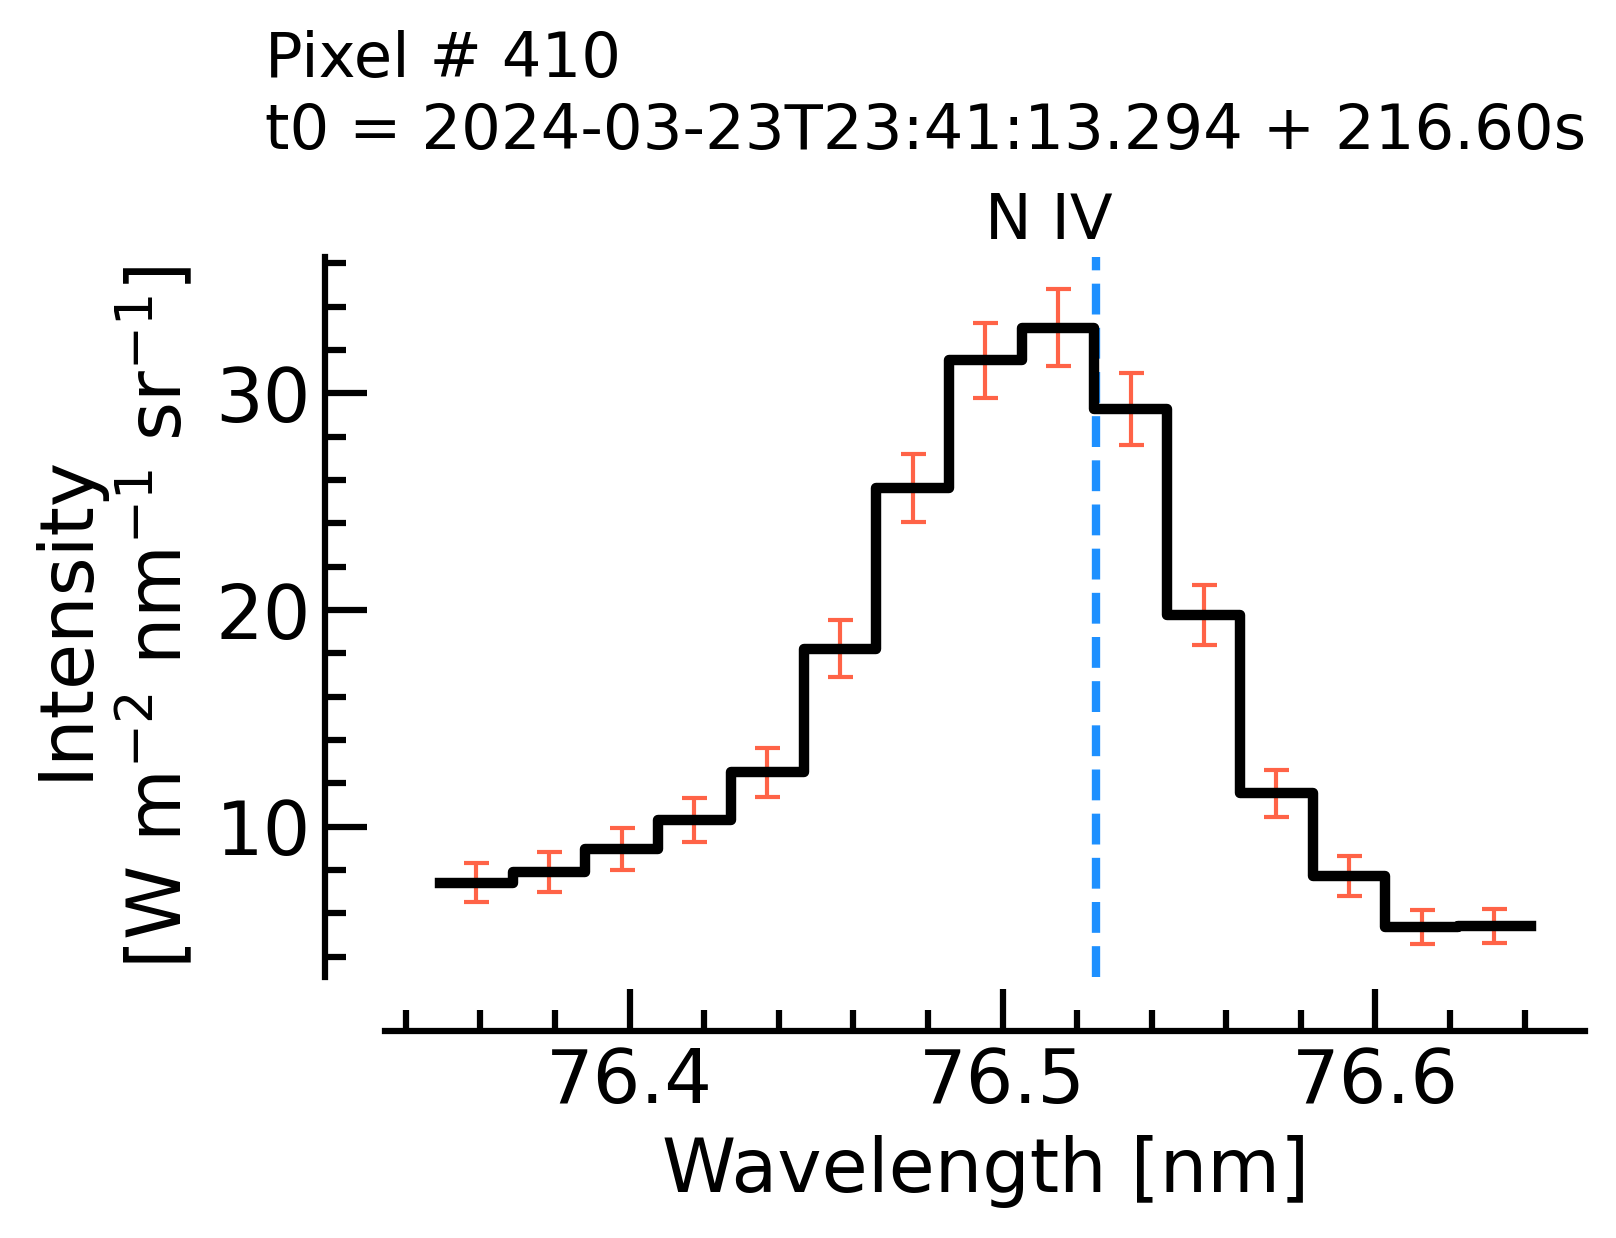 Pixel # 410
t0 = 2024-03-23T23:41:13.294 + 216.60s
N IV
Intensity
[W m⁻² nm⁻¹ sr⁻¹]
30
20
10
76.4 76.5 76.6
Wavelength [nm]